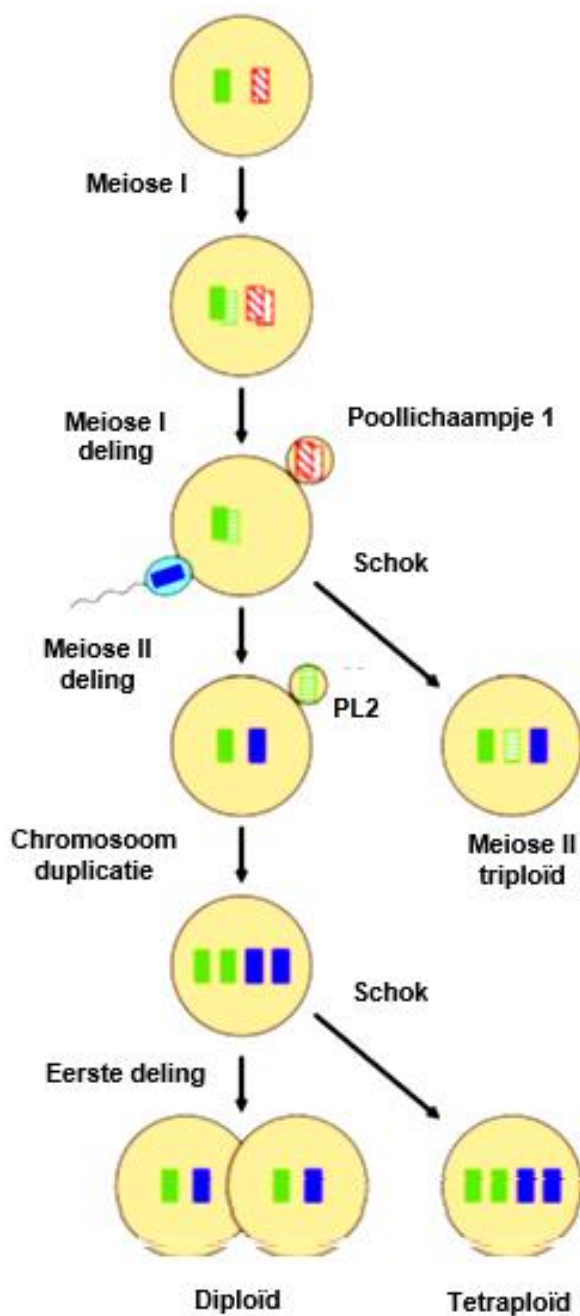 Meiose I
Meiose I
deling
Poollichaampje 1
Schok
Meiose II
deling
PL2
Chromosoom
duplicatie
Meiose II
triploïd
Schok
Eerste deling
Diploïd
Tetraploïd